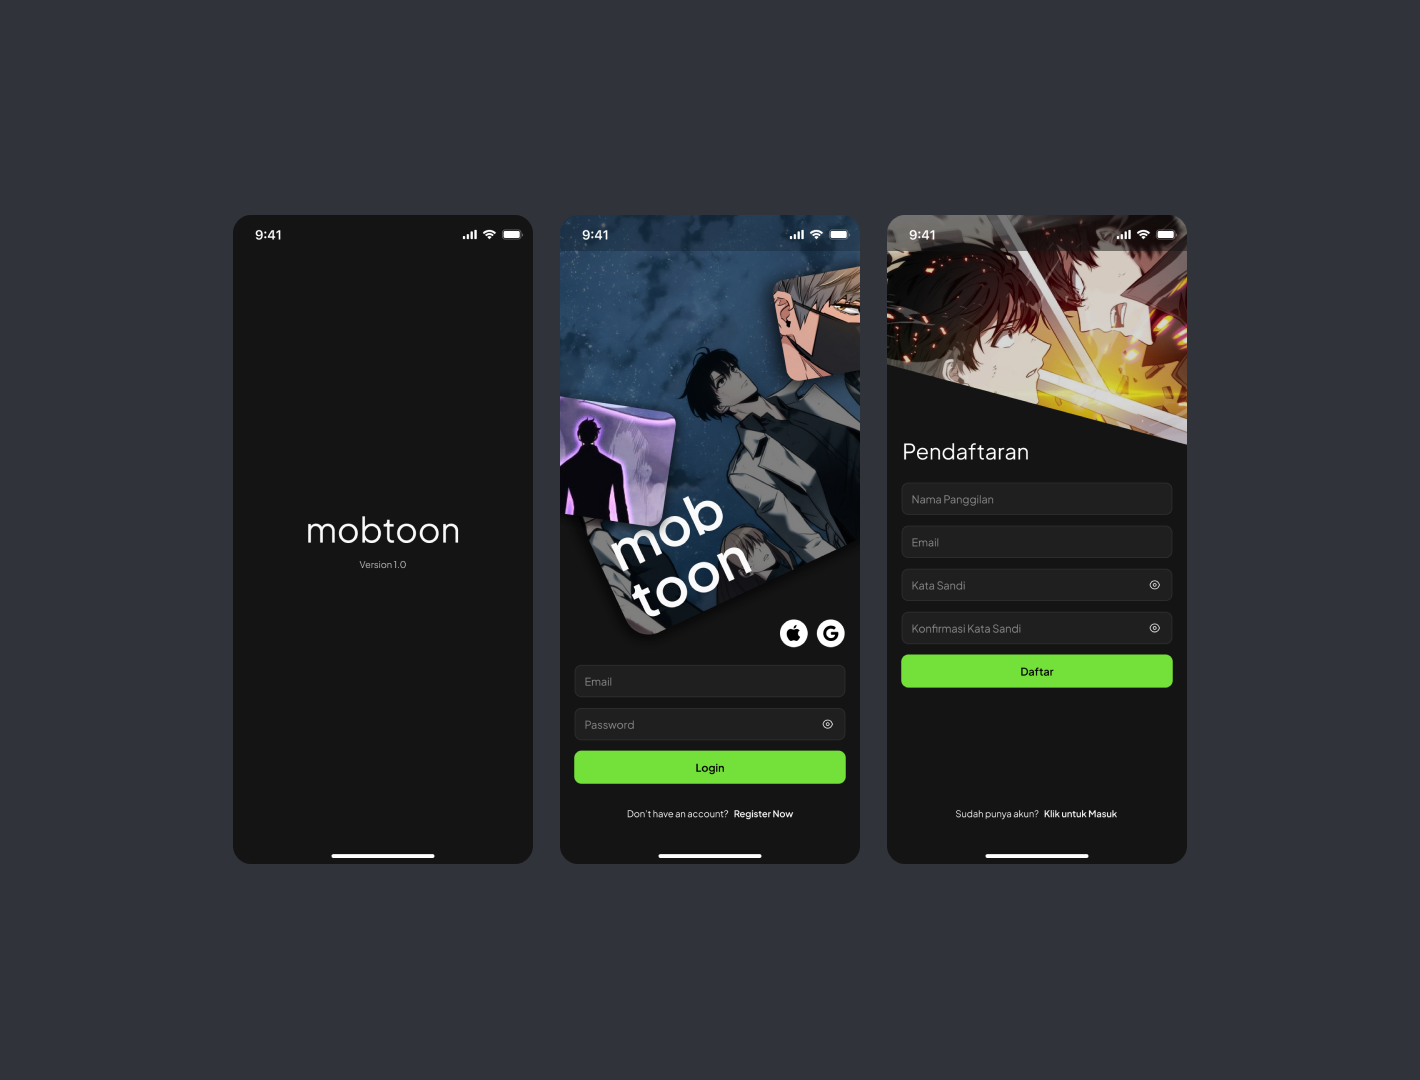 9:41
mobtoon
Version 1.0
9:41
mob
toon
Email
Password
Login
Don't have an account? Register Now
9:41
Pendaftaran
Nama Panggilan
Email
Kata Sandi
Konfirmasi Kata Sandi
Daftar
Sudah punya akun? Klik untuk Masuk